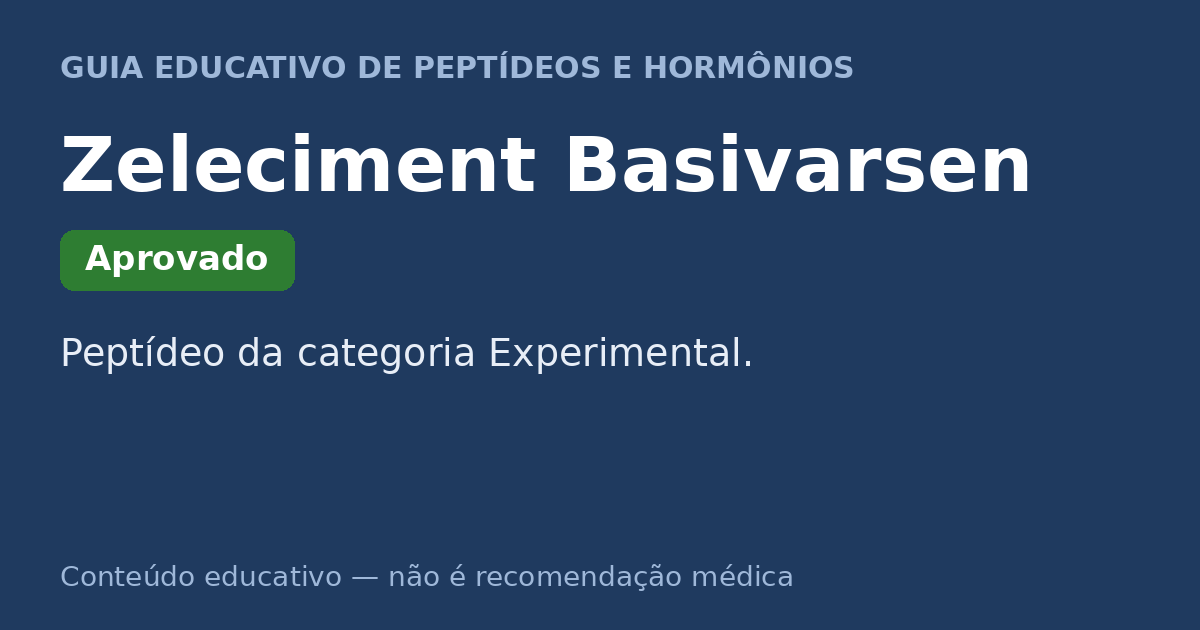 GUIA EDUCATIVO DE PEPTÍDEOS E HORMÔNIOS
Zeleciment Basivarsen
Aprovado
Peptídeo da categoria Experimental.
Conteúdo educativo — não é recomendação médica